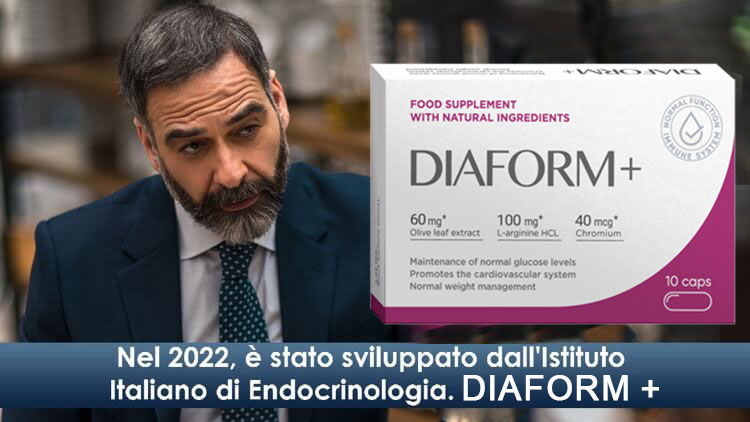 DIAFORM+
FOOD SUPPLEMENT
WITH NATURAL INGREDIENTS
NORMAL FUNCTION
IMMUNE SYSTEM
DIAFORM+
60 mg* 100 mg* 40 mcg*
Olive leaf extract L-arginine HCL Chromium
Maintenance of normal glucose levels
Promotes the cardiovascular system
Normal weight management
10 caps
Nel 2022, è stato sviluppato dall'Istituto
Italiano di Endocrinologia. DIAFORM +